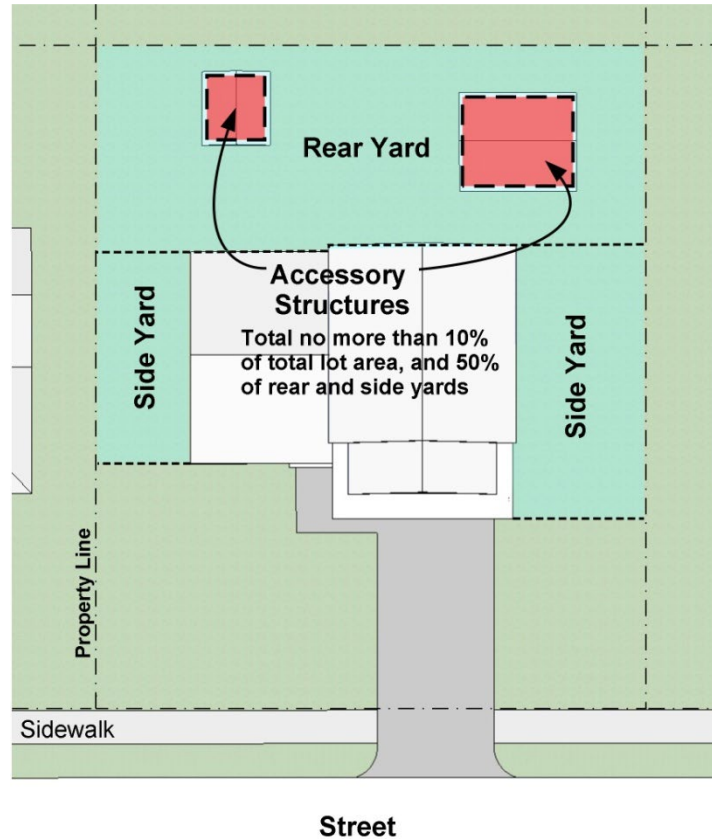 Rear Yard
Accessory
Structures
Total no more than 10%
of total lot area, and 50%
of rear and side yards
Side Yard
Side Yard
Property Line
Sidewalk
Street